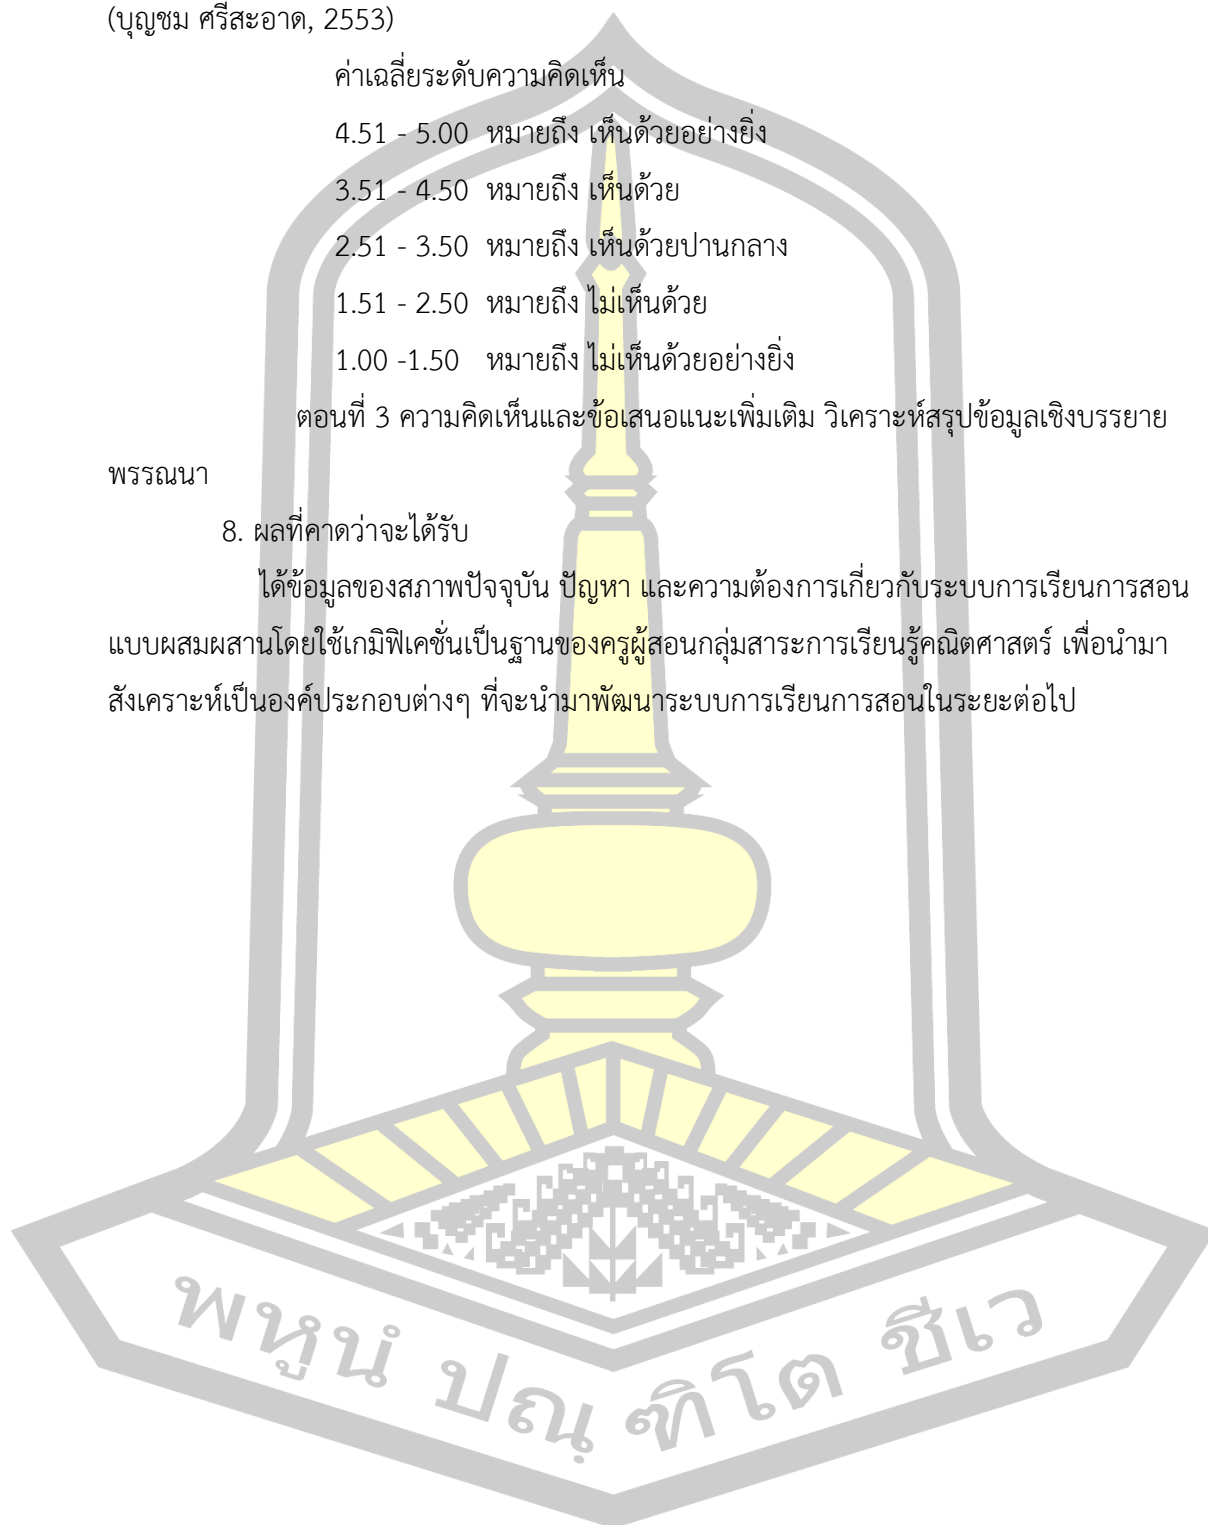 (บุญชม ศรีสะอาด, 2553)
ค่าเฉลี่ยระดับความคิดเห็น
4.51 - 5.00 หมายถึง เห็นด้วยอย่างยิ่ง
3.51 - 4.50 หมายถึง เห็นด้วย
2.51 - 3.50 หมายถึง เห็นด้วยปานกลาง
1.51 - 2.50 หมายถึง ไม่เห็นด้วย
1.00 -1.50 หมายถึง ไม่เห็นด้วยอย่างยิ่ง
ตอนที่ 3 ความคิดเห็นและข้อเสนอแนะเพิ่มเติม วิเคราะห์สรุปข้อมูลเชิงบรรยาย
พรรณนา
8. ผลที่คาดว่าจะได้รับ
ได้ข้อมูลของสภาพปัจจุบัน ปัญหา และความต้องการเกี่ยวกับระบบการเรียนการสอน
แบบผสมผสานโดยใช้เกมิฟิเคชั่นเป็นฐานของครูผู้สอนกลุ่มสาระการเรียนรู้คณิตศาสตร์ เพื่อนำมา
สังเคราะห์เป็นองค์ประกอบต่างๆ ที่จะนำมาพัฒนาระบบการเรียนการสอนในระยะต่อไป
พหูนํ ปณฺฑิโต ชีเว